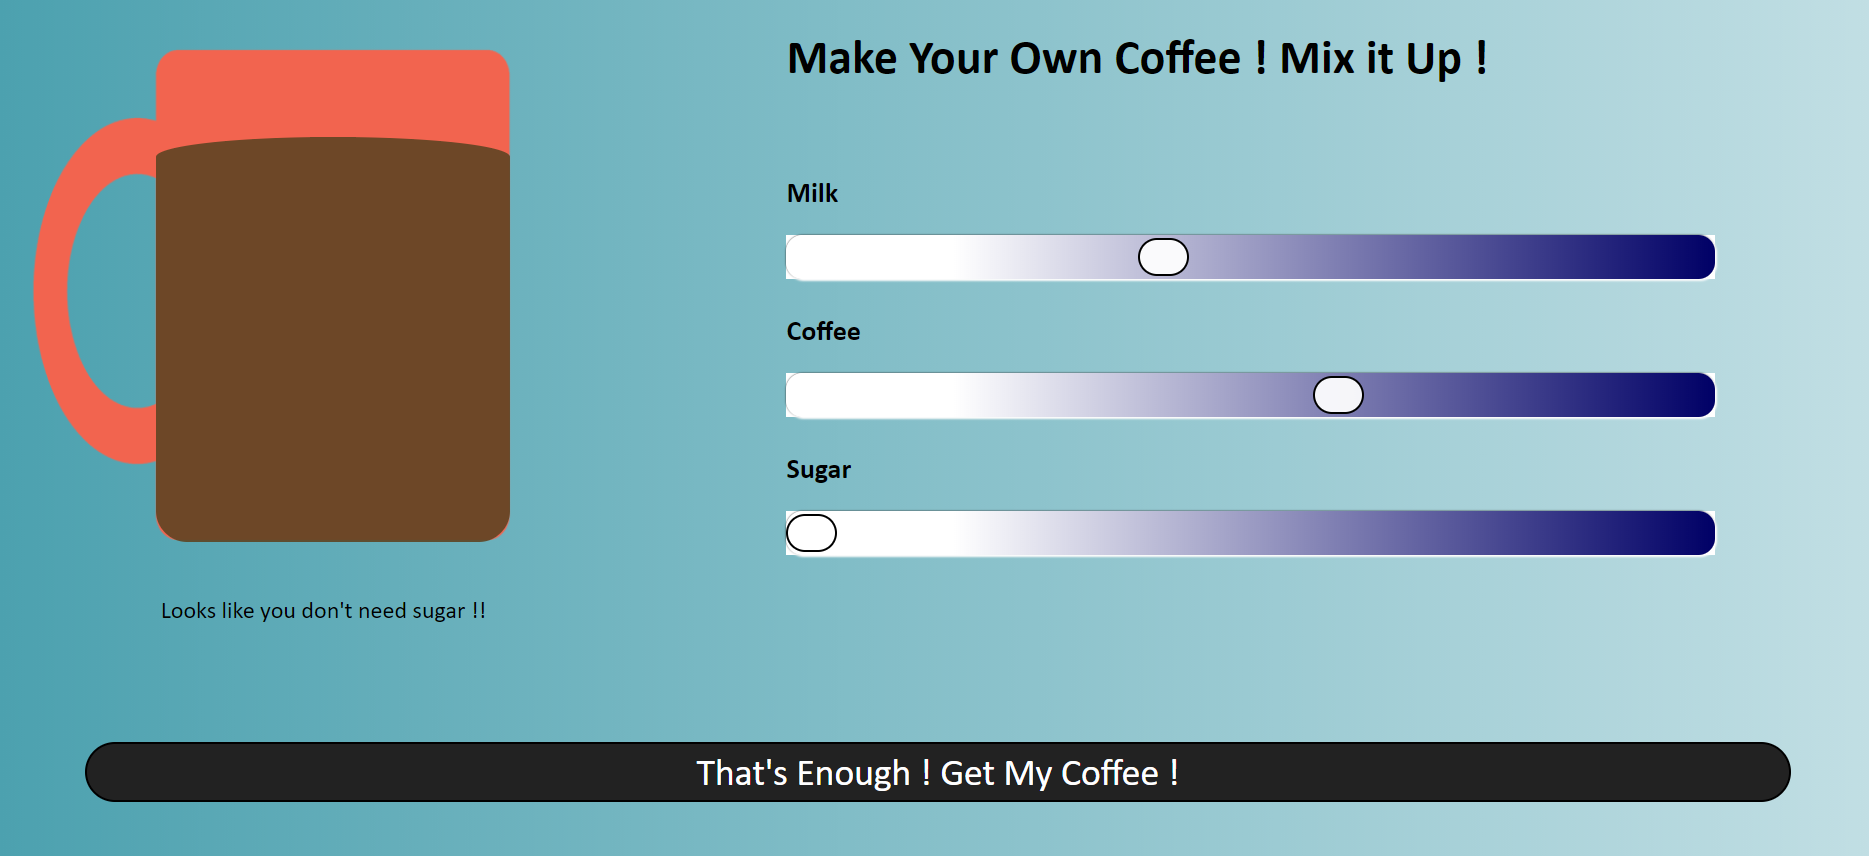 Make Your Own Coffee ! Mix it Up !
Milk
Coffee
Sugar
Looks like you don't need sugar !!
That's Enough ! Get My Coffee !